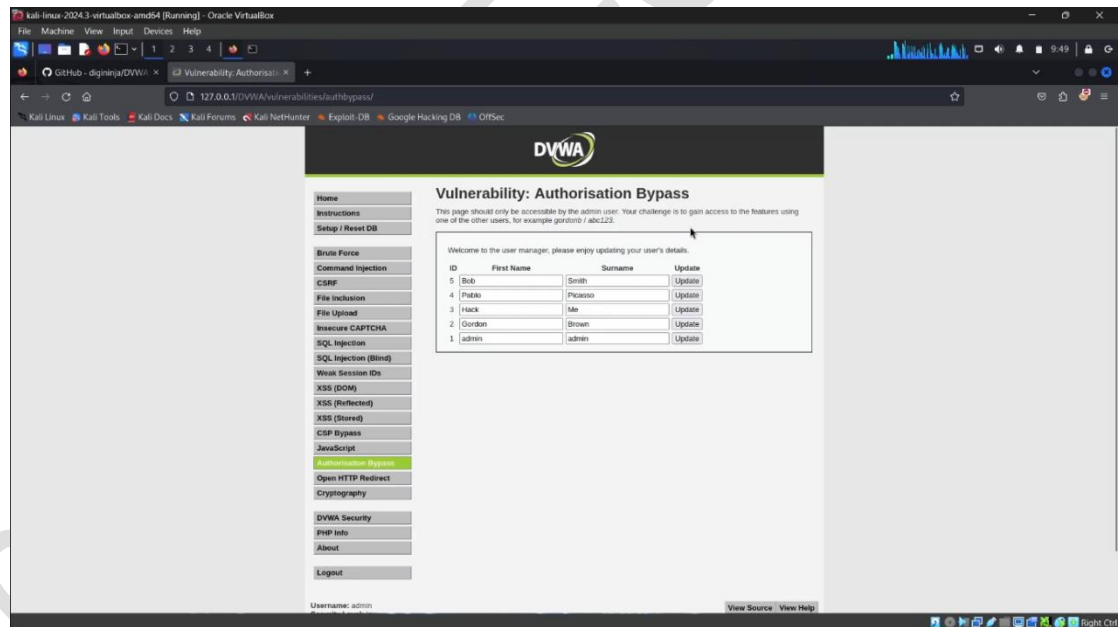 kali-linux-2024.3-virtualbox-amd64 [Running] - Oracle VirtualBox
File Machine View Input Devices Help
1 2 3 4
9:49
GitHub - digininja/DVWA
Vulnerability: Authorisati
127.0.0.1/DVWA/vulnerabilities/authbypass/
Kali Linux Kali Tools Kali Docs Kali Forums Kali NetHunter Exploit-DB Google Hacking DB OffSec
DVWA
Home
Instructions
Setup / Reset DB
Brute Force
Command Injection
CSRF
File Inclusion
File Upload
Insecure CAPTCHA
SQL Injection
SQL Injection (Blind)
Weak Session IDs
XSS (DOM)
XSS (Reflected)
XSS (Stored)
CSP Bypass
JavaScript
Authorisation Bypass
Open HTTP Redirect
Cryptography
DVWA Security
PHP Info
About
Logout
Username: admin
Vulnerability: Authorisation Bypass
This page should only be accessible by the admin user. Your challenge is to gain access to the features using
one of the other users, for example gordonb / abc123.
Welcome to the user manager, please enjoy updating your user's details.
ID First Name Surname Update
5 Bob Smith Update
4 Pablo Picasso Update
3 Hack Me Update
2 Gordon Brown Update
1 admin admin Update
View Source View Help
Right Ctrl